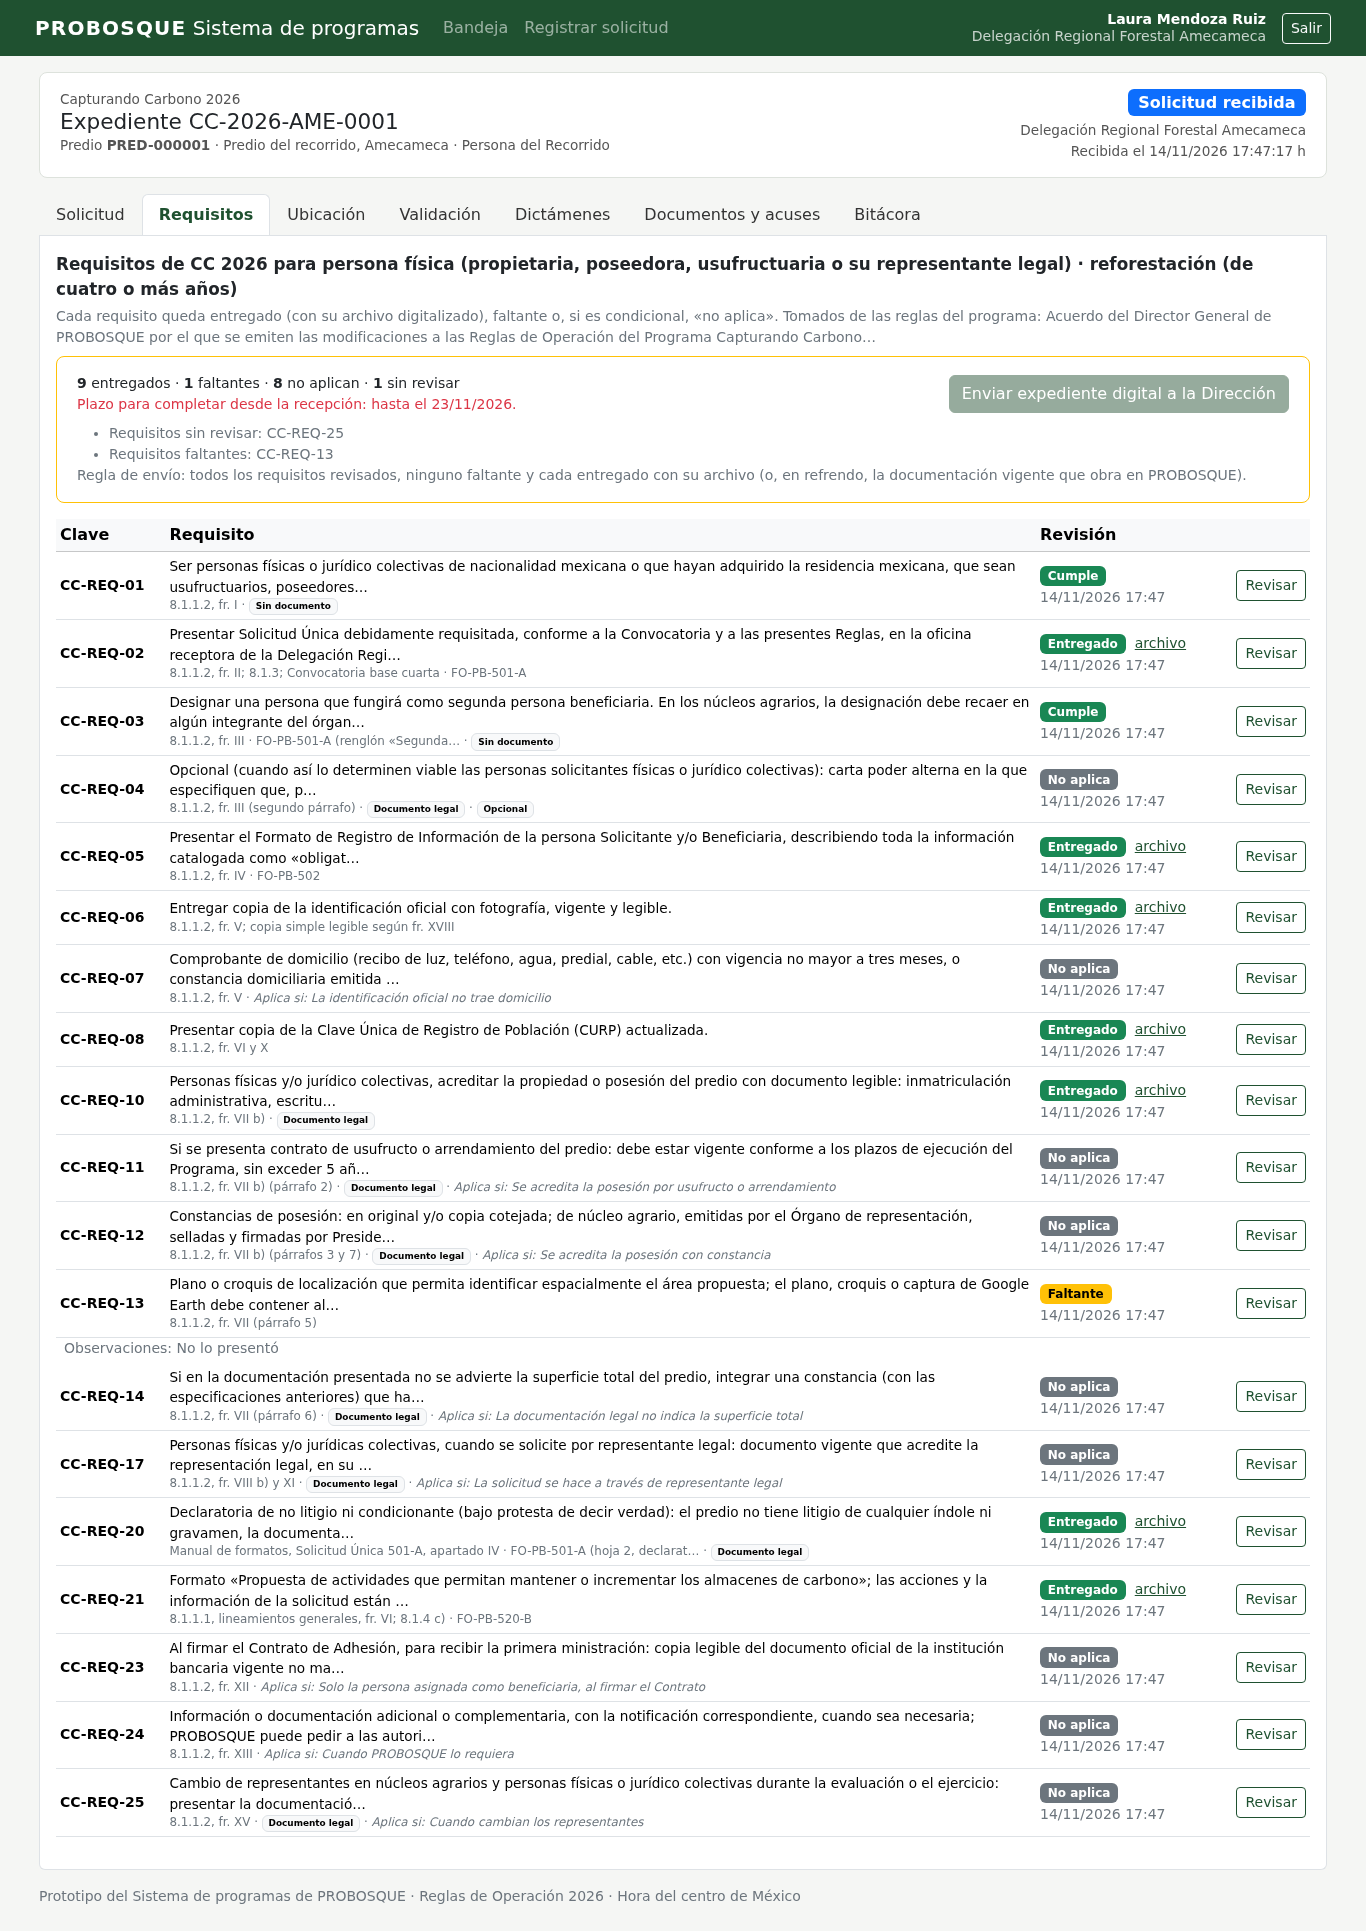 PROBOSQUE Sistema de programas Bandeja Registrar solicitud
Laura Mendoza Ruiz
Delegación Regional Forestal Amecameca
Salir
Capturando Carbono 2026
Expediente CC-2026-AME-0001
Predio PRED-000001 · Predio del recorrido, Amecameca · Persona del Recorrido
Solicitud recibida
Delegación Regional Forestal Amecameca
Recibida el 14/11/2026 17:47:17 h
Solicitud Requisitos Ubicación Validación Dictámenes Documentos y acuses Bitácora
Requisitos de CC 2026 para persona física (propietaria, poseedora, usufructuaria o su representante legal) · reforestación (de
cuatro o más años)
Cada requisito queda entregado (con su archivo digitalizado), faltante o, si es condicional, «no aplica». Tomados de las reglas del programa: Acuerdo del Director General de
PROBOSQUE por el que se emiten las modificaciones a las Reglas de Operación del Programa Capturando Carbono…
9 entregados · 1 faltantes · 8 no aplican · 1 sin revisar
Plazo para completar desde la recepción: hasta el 23/11/2026.
Enviar expediente digital a la Dirección
• Requisitos sin revisar: CC-REQ-25
• Requisitos faltantes: CC-REQ-13
Regla de envío: todos los requisitos revisados, ninguno faltante y cada entregado con su archivo (o, en refrendo, la documentación vigente que obra en PROBOSQUE).
Clave Requisito Revisión
CC-REQ-01
Ser personas físicas o jurídico colectivas de nacionalidad mexicana o que hayan adquirido la residencia mexicana, que sean
usufructuarios, poseedores…
8.1.1.2, fr. I · Sin documento
Cumple
14/11/2026 17:47
Revisar
CC-REQ-02
Presentar Solicitud Única debidamente requisitada, conforme a la Convocatoria y a las presentes Reglas, en la oficina
receptora de la Delegación Regi…
8.1.1.2, fr. II; 8.1.3; Convocatoria base cuarta · FO-PB-501-A
Entregado archivo
14/11/2026 17:47
Revisar
CC-REQ-03
Designar una persona que fungirá como segunda persona beneficiaria. En los núcleos agrarios, la designación debe recaer en
algún integrante del órgan…
8.1.1.2, fr. III · FO-PB-501-A (renglón «Segunda… · Sin documento
Cumple
14/11/2026 17:47
Revisar
CC-REQ-04
Opcional (cuando así lo determinen viable las personas solicitantes físicas o jurídico colectivas): carta poder alterna en la que
especifiquen que, p…
8.1.1.2, fr. III (segundo párrafo) · Documento legal · Opcional
No aplica
14/11/2026 17:47
Revisar
CC-REQ-05
Presentar el Formato de Registro de Información de la persona Solicitante y/o Beneficiaria, describiendo toda la información
catalogada como «obligat…
8.1.1.2, fr. IV · FO-PB-502
Entregado archivo
14/11/2026 17:47
Revisar
CC-REQ-06
Entregar copia de la identificación oficial con fotografía, vigente y legible.
8.1.1.2, fr. V; copia simple legible según fr. XVIII
Entregado archivo
14/11/2026 17:47
Revisar
CC-REQ-07
Comprobante de domicilio (recibo de luz, teléfono, agua, predial, cable, etc.) con vigencia no mayor a tres meses, o
constancia domiciliaria emitida …
8.1.1.2, fr. V · Aplica si: La identificación oficial no trae domicilio
No aplica
14/11/2026 17:47
Revisar
CC-REQ-08
Presentar copia de la Clave Única de Registro de Población (CURP) actualizada.
8.1.1.2, fr. VI y X
Entregado archivo
14/11/2026 17:47
Revisar
CC-REQ-10
Personas físicas y/o jurídico colectivas, acreditar la propiedad o posesión del predio con documento legible: inmatriculación
administrativa, escritu…
8.1.1.2, fr. VII b) · Documento legal
Entregado archivo
14/11/2026 17:47
Revisar
CC-REQ-11
Si se presenta contrato de usufructo o arrendamiento del predio: debe estar vigente conforme a los plazos de ejecución del
Programa, sin exceder 5 añ…
8.1.1.2, fr. VII b) (párrafo 2) · Documento legal · Aplica si: Se acredita la posesión por usufructo o arrendamiento
No aplica
14/11/2026 17:47
Revisar
CC-REQ-12
Constancias de posesión: en original y/o copia cotejada; de núcleo agrario, emitidas por el Órgano de representación,
selladas y firmadas por Preside…
8.1.1.2, fr. VII b) (párrafos 3 y 7) · Documento legal · Aplica si: Se acredita la posesión con constancia
No aplica
14/11/2026 17:47
Revisar
CC-REQ-13
Plano o croquis de localización que permita identificar espacialmente el área propuesta; el plano, croquis o captura de Google
Earth debe contener al…
8.1.1.2, fr. VII (párrafo 5)
Faltante
14/11/2026 17:47
Revisar
Observaciones: No lo presentó
CC-REQ-14
Si en la documentación presentada no se advierte la superficie total del predio, integrar una constancia (con las
especificaciones anteriores) que ha…
8.1.1.2, fr. VII (párrafo 6) · Documento legal · Aplica si: La documentación legal no indica la superficie total
No aplica
14/11/2026 17:47
Revisar
CC-REQ-17
Personas físicas y/o jurídicas colectivas, cuando se solicite por representante legal: documento vigente que acredite la
representación legal, en su …
8.1.1.2, fr. VIII b) y XI · Documento legal · Aplica si: La solicitud se hace a través de representante legal
No aplica
14/11/2026 17:47
Revisar
CC-REQ-20
Declaratoria de no litigio ni condicionante (bajo protesta de decir verdad): el predio no tiene litigio de cualquier índole ni
gravamen, la documenta…
Manual de formatos, Solicitud Única 501-A, apartado IV · FO-PB-501-A (hoja 2, declarat… · Documento legal
Entregado archivo
14/11/2026 17:47
Revisar
CC-REQ-21
Formato «Propuesta de actividades que permitan mantener o incrementar los almacenes de carbono»; las acciones y la
información de la solicitud están …
8.1.1.1, lineamientos generales, fr. VI; 8.1.4 c) · FO-PB-520-B
Entregado archivo
14/11/2026 17:47
Revisar
CC-REQ-23
Al firmar el Contrato de Adhesión, para recibir la primera ministración: copia legible del documento oficial de la institución
bancaria vigente no ma…
8.1.1.2, fr. XII · Aplica si: Solo la persona asignada como beneficiaria, al firmar el Contrato
No aplica
14/11/2026 17:47
Revisar
CC-REQ-24
Información o documentación adicional o complementaria, con la notificación correspondiente, cuando sea necesaria;
PROBOSQUE puede pedir a las autori…
8.1.1.2, fr. XIII · Aplica si: Cuando PROBOSQUE lo requiera
No aplica
14/11/2026 17:47
Revisar
CC-REQ-25
Cambio de representantes en núcleos agrarios y personas físicas o jurídico colectivas durante la evaluación o el ejercicio:
presentar la documentació…
8.1.1.2, fr. XV · Documento legal · Aplica si: Cuando cambian los representantes
No aplica
14/11/2026 17:47
Revisar
Prototipo del Sistema de programas de PROBOSQUE · Reglas de Operación 2026 · Hora del centro de México